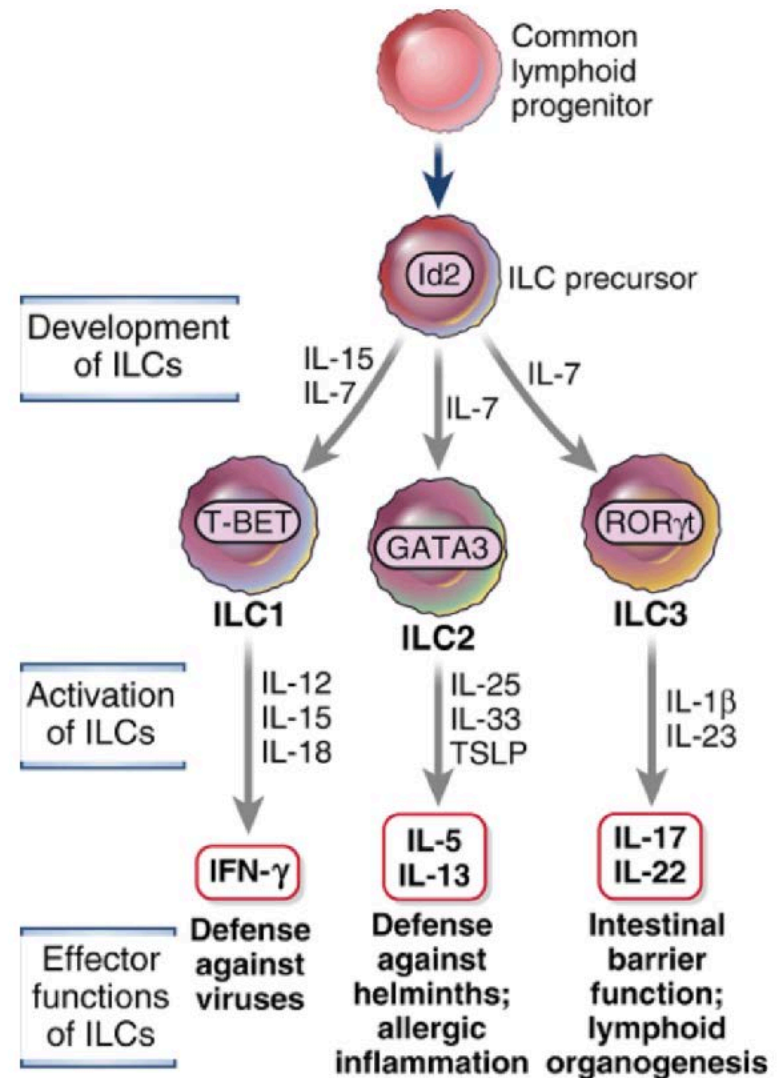 Common
lymphoid
progenitor
Id2
ILC precursor
Development
of ILCs
IL-15
IL-7
IL-7
IL-7
T-BET
GATA3
RORγt
ILC1
ILC2
ILC3
Activation
of ILCs
IL-12
IL-15
IL-18
IL-25
IL-33
TSLP
IL-1β
IL-23
IFN-γ
IL-5
IL-13
IL-17
IL-22
Effector
functions
of ILCs
Defense
against
viruses
Defense
against
helminths;
allergic
inflammation
Intestinal
barrier
function;
lymphoid
organogenesis